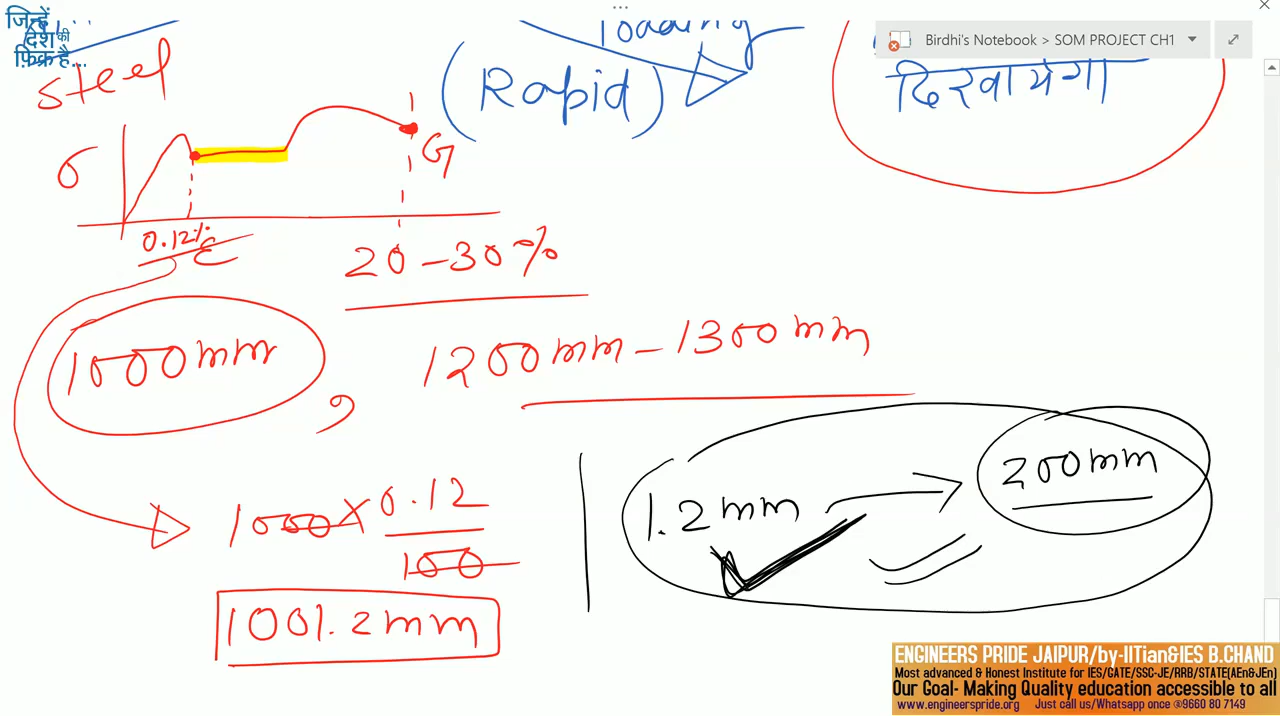 जिन्हें
देश की
फ़िक्र है...
loading
Birdhi's Notebook > SOM PROJECT CH1
steel
(Rapid)
दिखायेगा
σ
G
0.12%
ε
20-30%
1000mm, 1200mm-1300mm
200mm
1.2mm
1000 x 0.12
100
1001.2mm
ENGINEERS PRIDE JAIPUR/by-IITian&IES B.CHAND
Most advanced & Honest Institute for IES/GATE/SSC-JE/RRB/STATE(AEn&JEn)
Our Goal- Making Quality education accessible to all
www.engineerspride.org Just call us/Whatsapp once @9660 80 7149